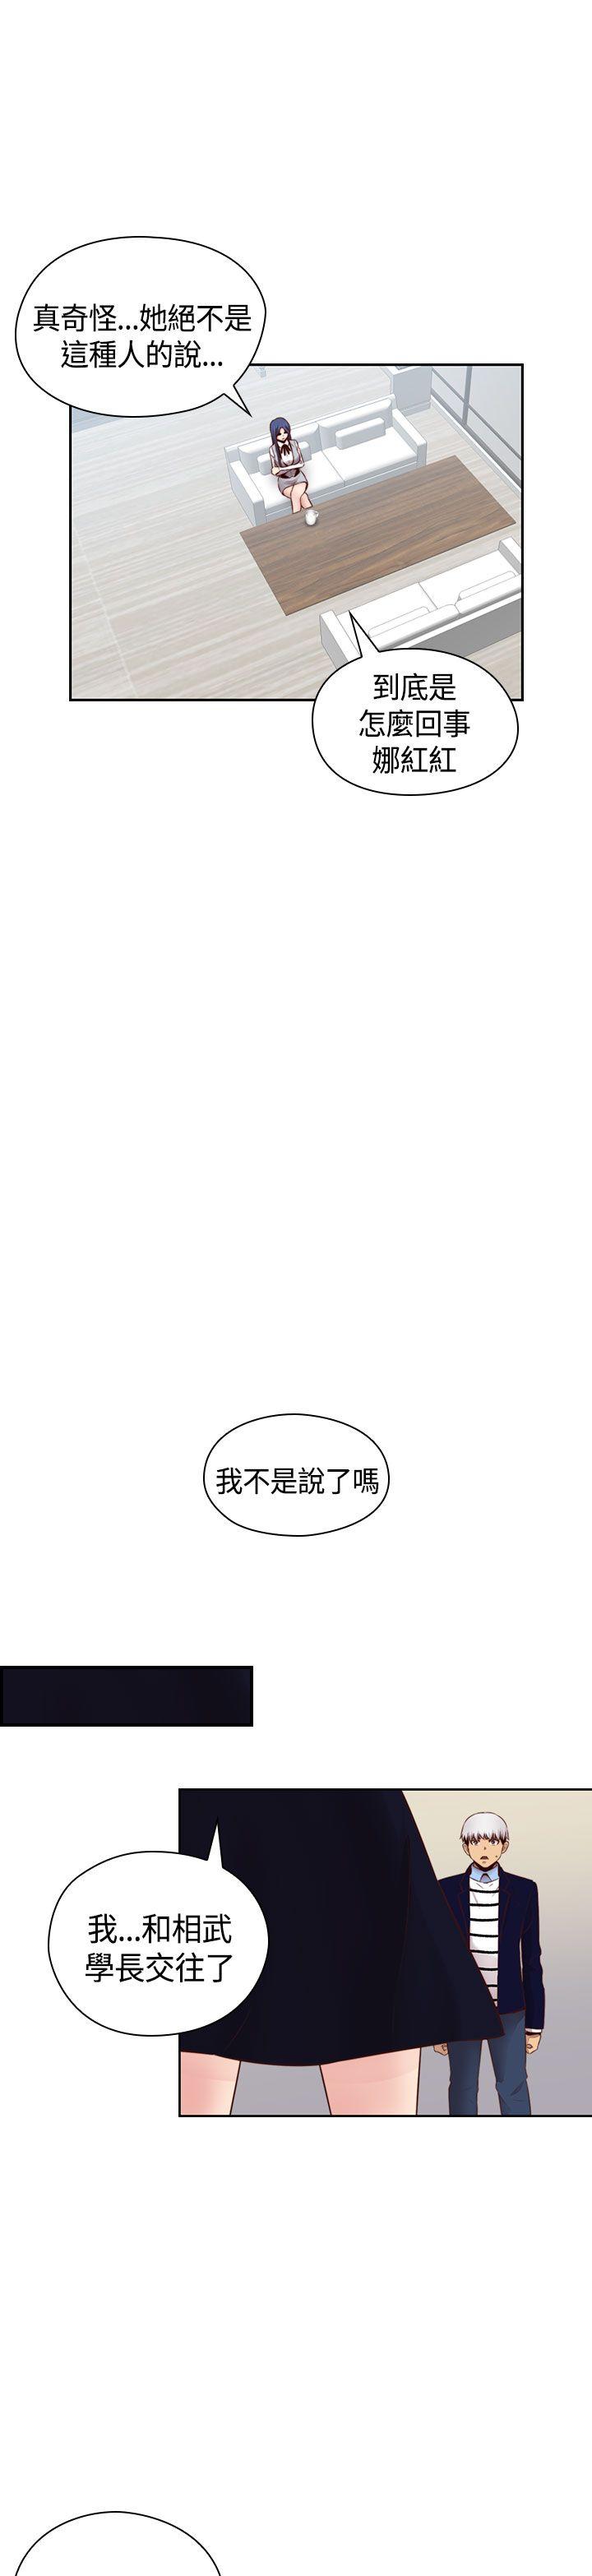 真奇怪...她絕不是
這種人的說...
到底是
怎麼回事
娜紅紅
我不是說了嗎
我...和相武
學長交往了